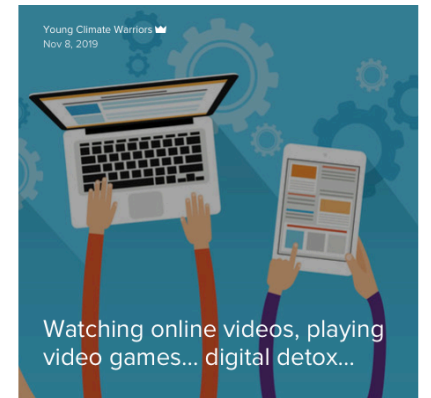 Young Climate Warriors
Nov 8, 2019
Watching online videos, playing
video games... digital detox...